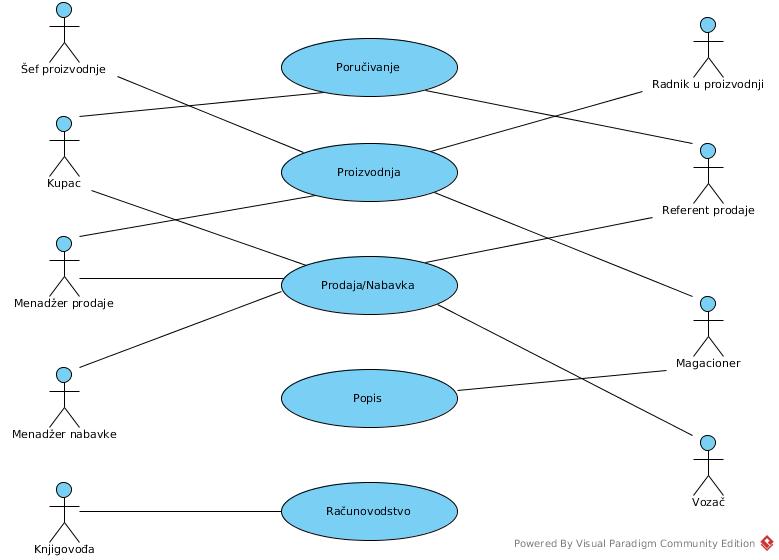 Šef proizvodnje
Poručivanje
Radnik u proizvodnji
Kupac
Proizvodnja
Referent prodaje
Menadžer prodaje
Prodaja/Nabavka
Magacioner
Menadžer nabavke
Popis
Vozač
Knjigovođa
Računovodstvo
Powered By Visual Paradigm Community Edition